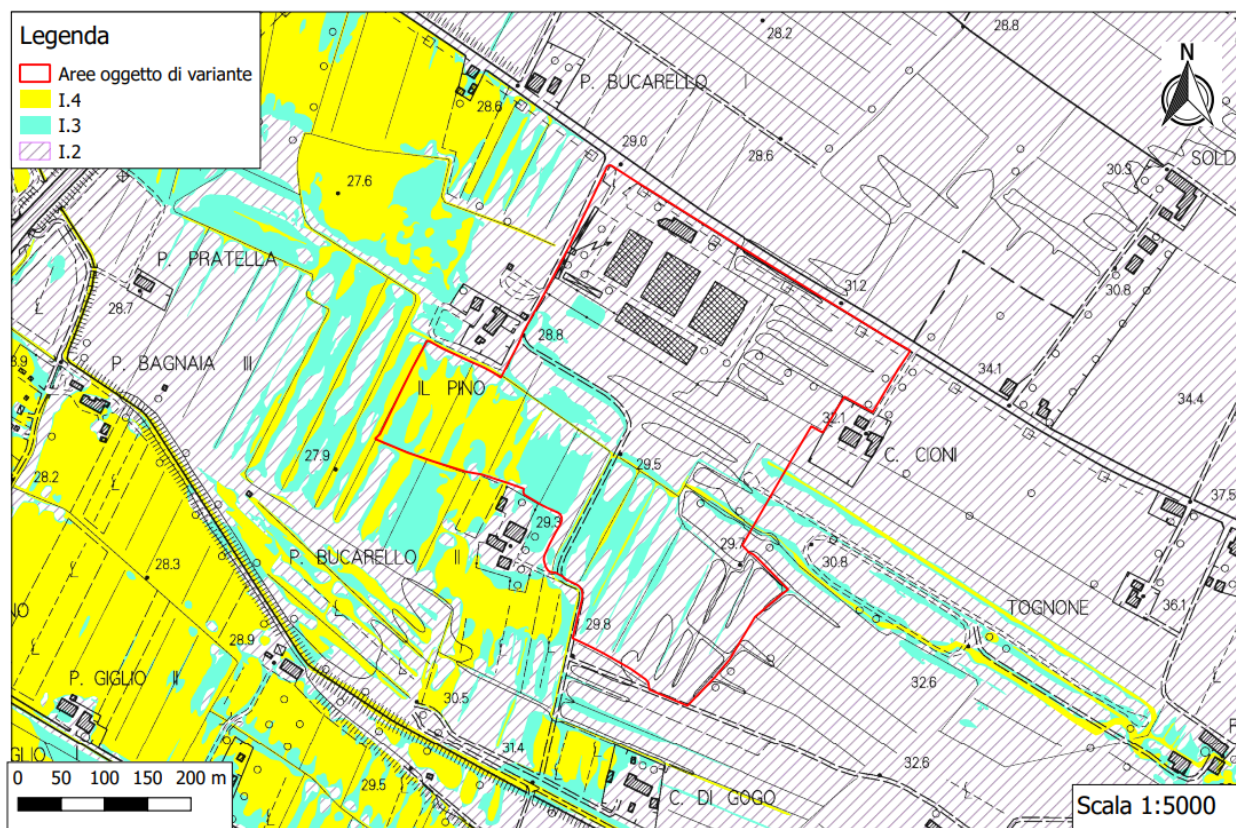 Legenda
Aree oggetto di variante
I.4
I.3
I.2
N
28.2
28.8
P. BUCARELLO I
28.6
29.0
28.6
30.3
SOLD
27.6
P. PRATELLA
28.7
31.2
30.8
28.8
P. BAGNAIA III
IL PINO
34.1
34.4
32.1
C. CIONI
28.2
27.9
29.5
37.5
29.3
29.7
P. BUCARELLO II
30.8
28.3
TOGNONE
36.1
NO
29.8
28.9
P. GIGLIO II
30.5
32.6
GLIO
31.4
32.6
29.5
C. DI GOGO
0 50 100 150 200 m
Scala 1:5000